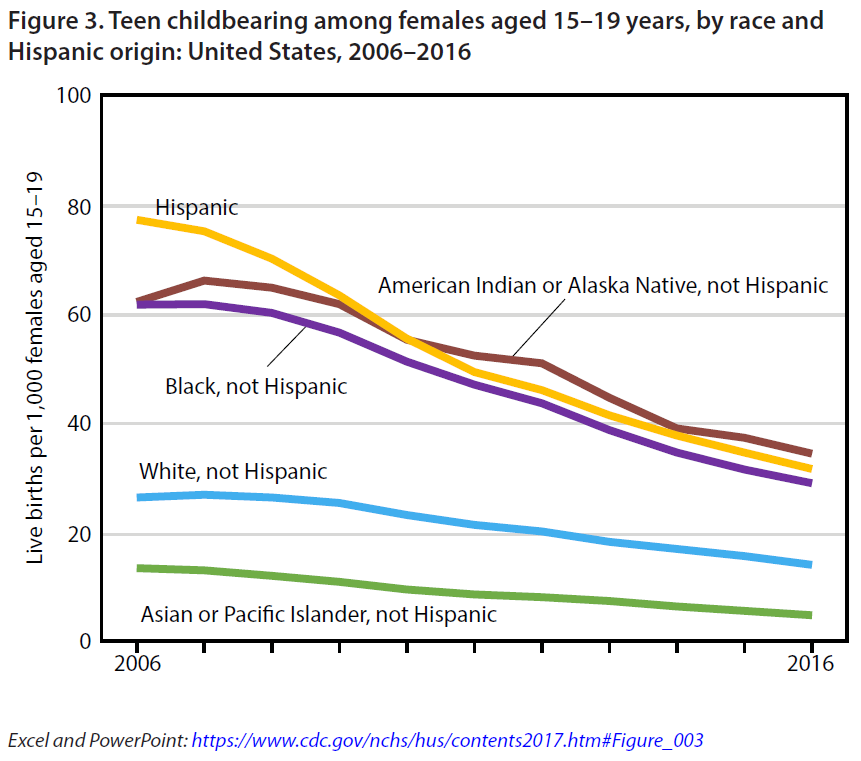 Figure 3. Teen childbearing among females aged 15–19 years, by race and
Hispanic origin: United States, 2006–2016
100
80
60
40
20
0
Live births per 1,000 females aged 15–19
Hispanic
American Indian or Alaska Native, not Hispanic
Black, not Hispanic
White, not Hispanic
Asian or Pacific Islander, not Hispanic
2006
2016
Excel and PowerPoint: https://www.cdc.gov/nchs/hus/contents2017.htm#Figure_003